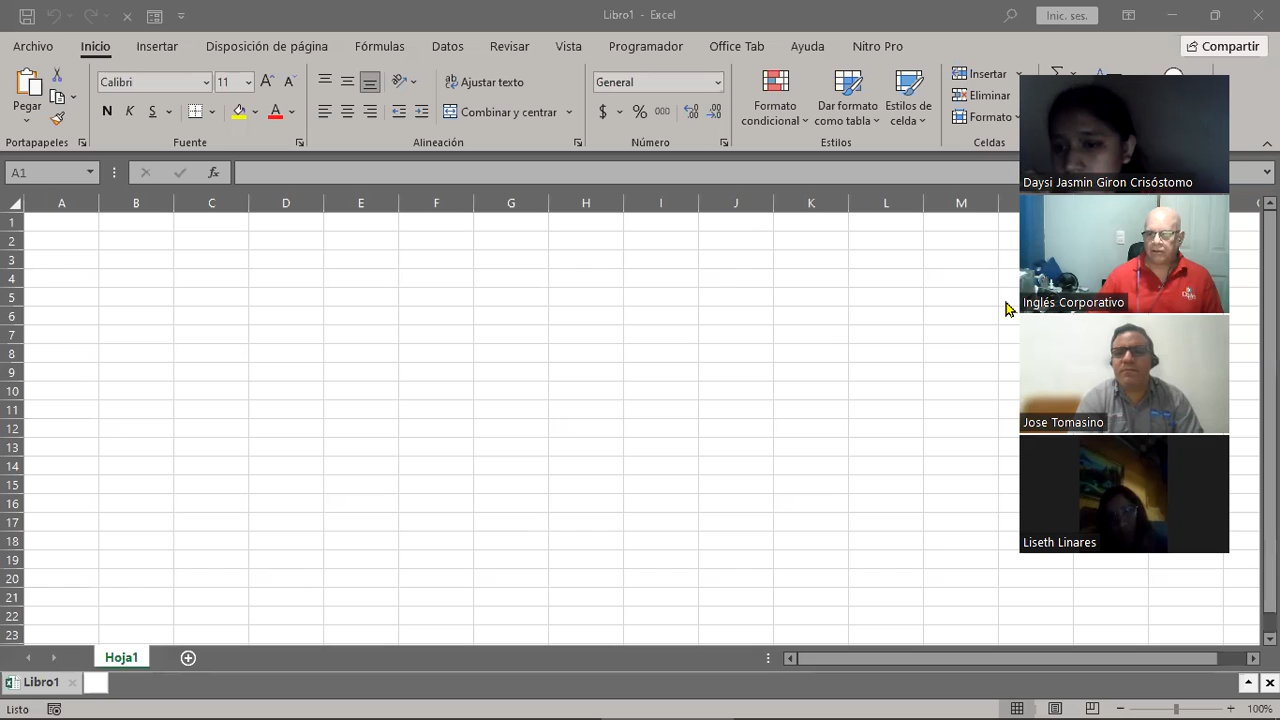 Libro1 - Excel
Inic. ses.
Archivo Inicio Insertar Disposición de página Fórmulas Datos Revisar Vista Programador Office Tab Ayuda Nitro Pro Compartir
Pegar
Calibri 11
N K S
Ajustar texto
Combinar y centrar
General
$ % 000
Formato condicional
Dar formato como tabla
Estilos de celda
Insertar
Eliminar
Formato
Portapapeles Fuente Alineación Número Estilos Celdas
A1 fx
A B C D E F G H I J K L M
1
2
3
4
5
6
7
8
9
10
11
12
13
14
15
16
17
18
19
20
21
22
23
Daysi Jasmin Giron Crisóstomo
Inglés Corporativo
Jose Tomasino
Liseth Linares
Hoja1
Libro1
Listo
100%